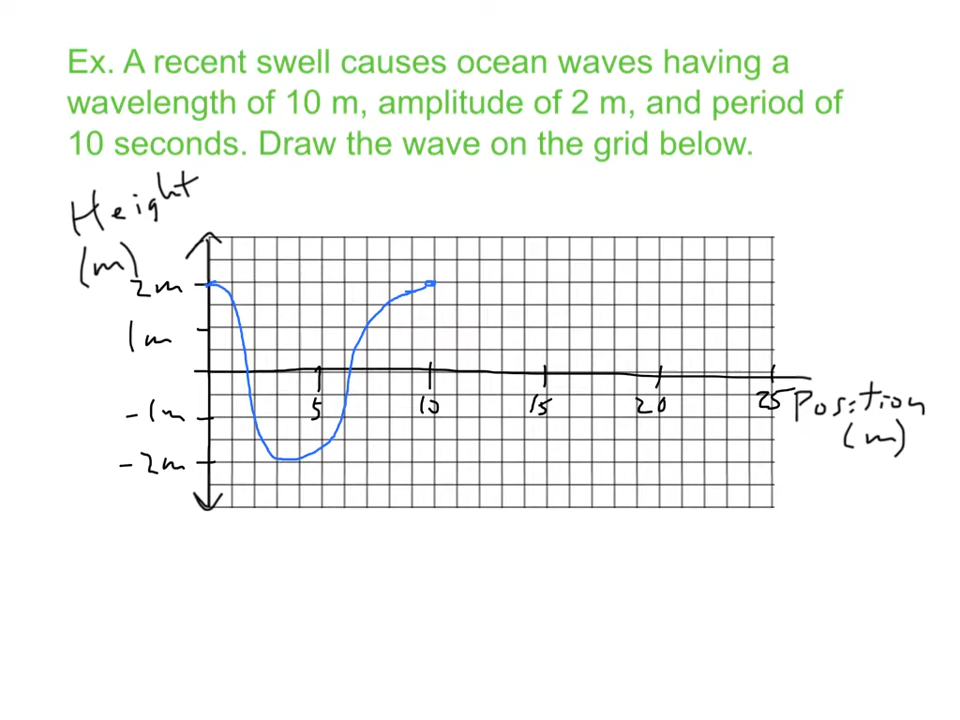 Ex. A recent swell causes ocean waves having a
wavelength of 10 m, amplitude of 2 m, and period of
10 seconds. Draw the wave on the grid below.
Height
(m)
2m
1m
-1m
-2m
5
10
15
20
25
Position
(m)